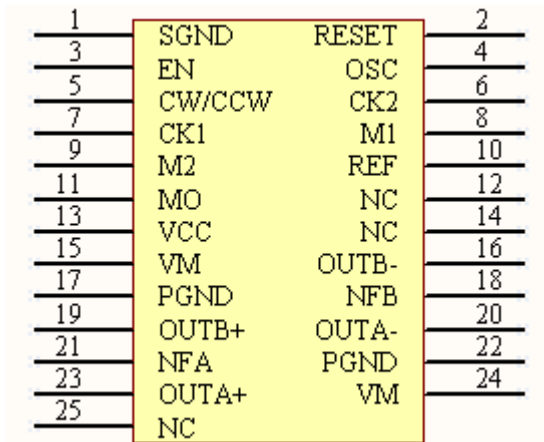 1 SGND RESET 2
3 EN OSC 4
5 CW/CCW CK2 6
7 CK1 M1 8
9 M2 REF 10
11 MO NC 12
13 VCC NC 14
15 VM OUTB- 16
17 PGND NFB 18
19 OUTB+ OUTA- 20
21 NFA PGND 22
23 OUTA+ VM 24
25 NC